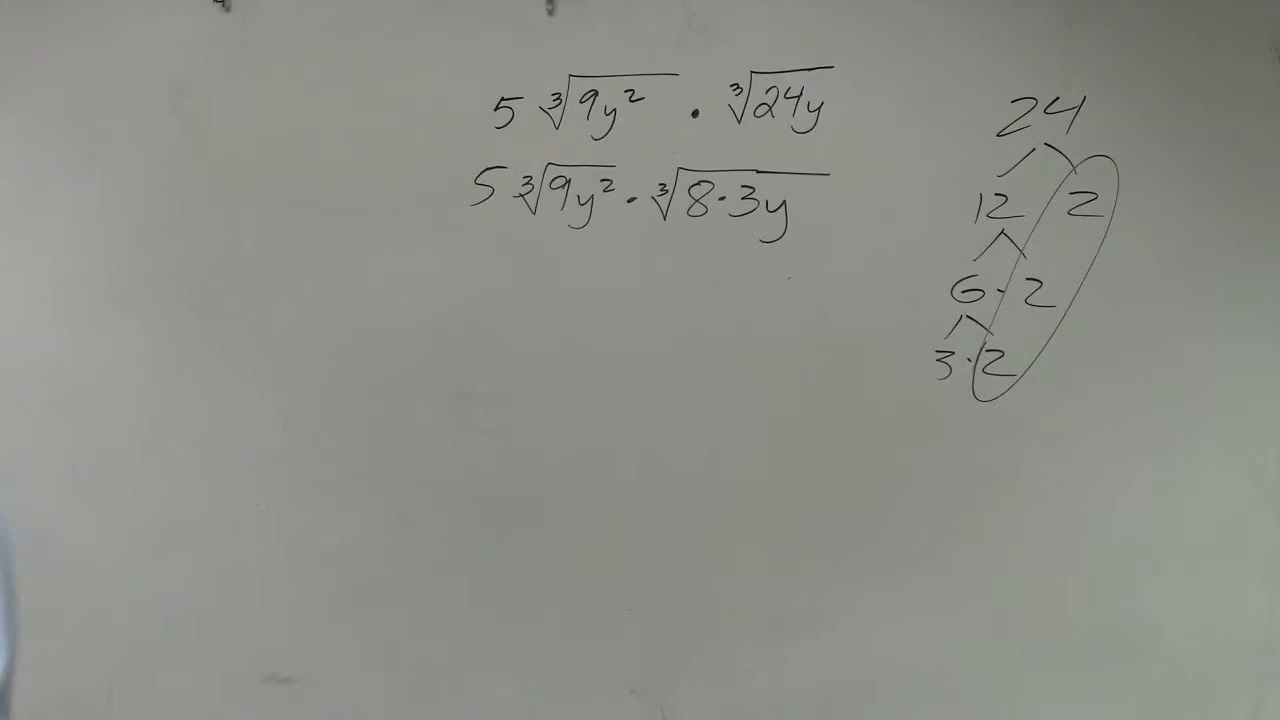 5 ∛9y² · ∛24y
5 ∛9y² · ∛8·3y
24
12 2
6 · 2
3 · 2